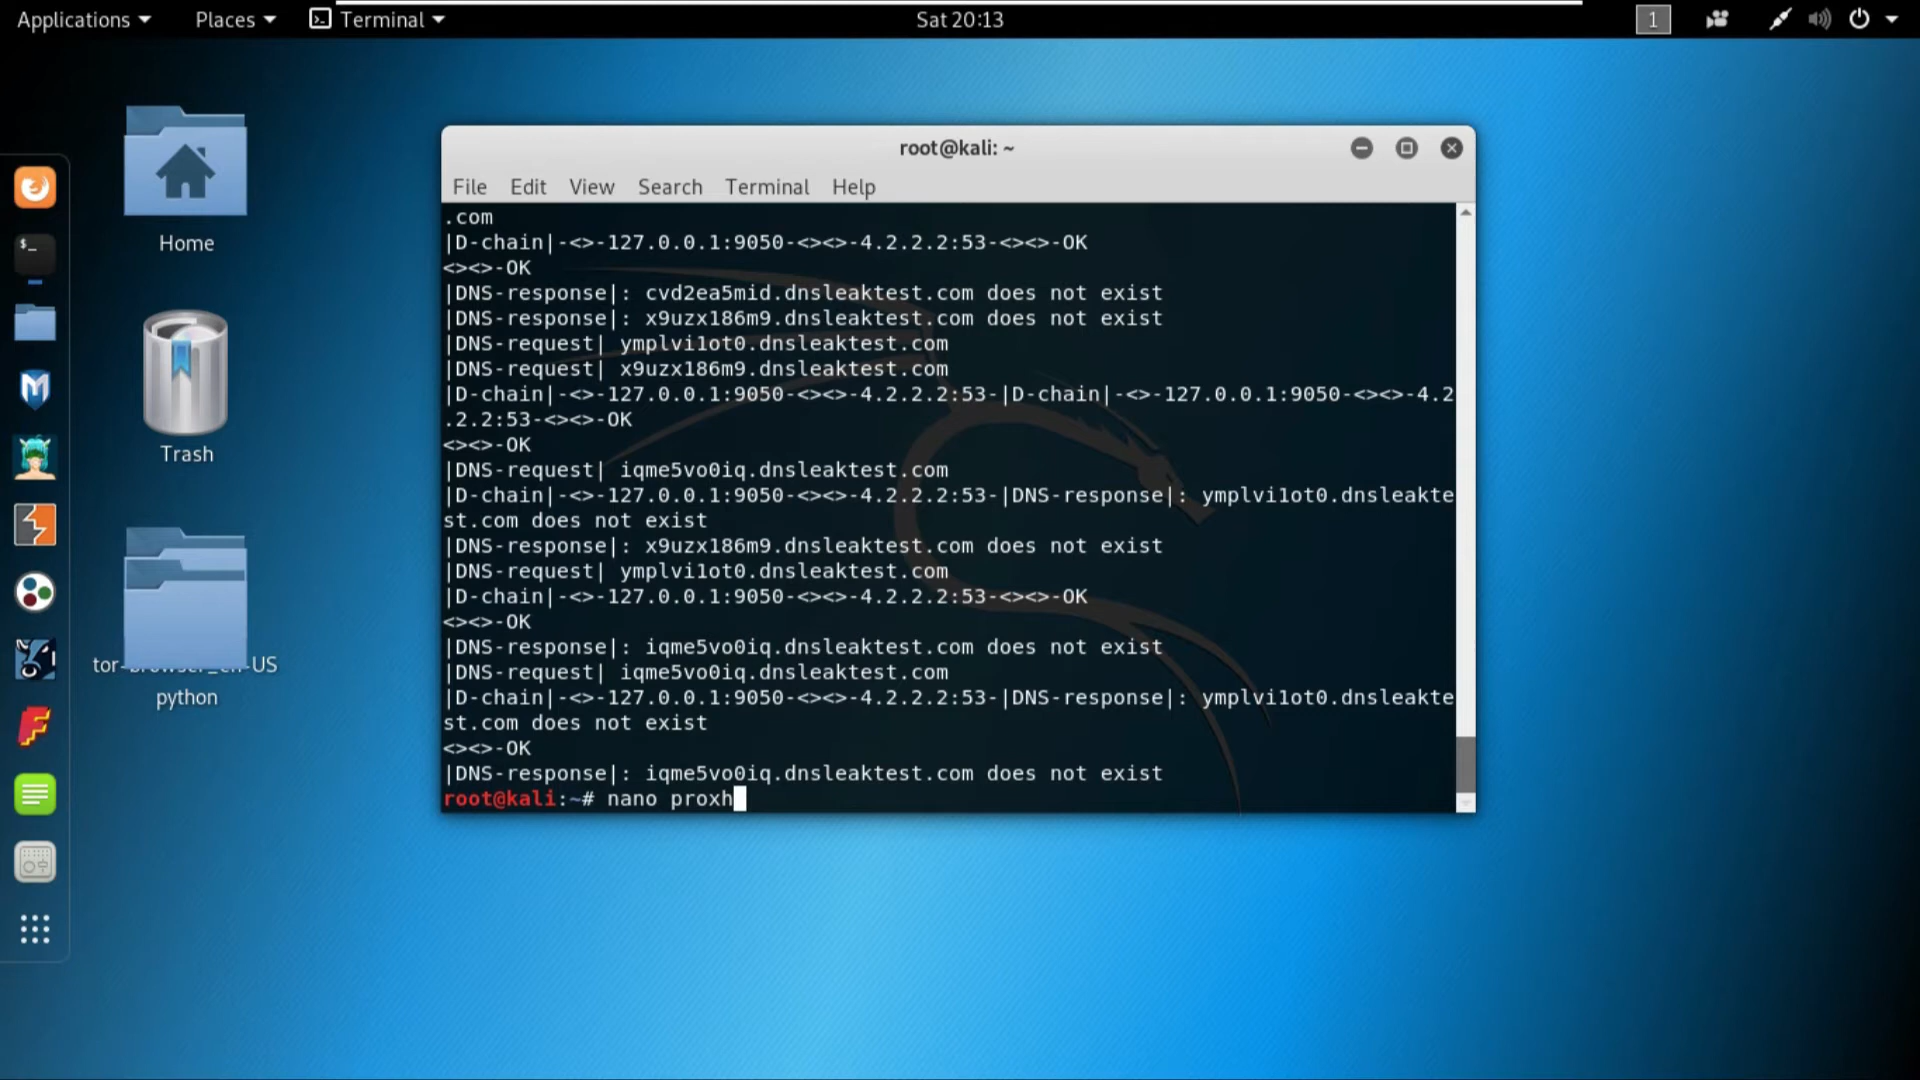 Applications Places Terminal Sat 20:13 1
root@kali: ~
File Edit View Search Terminal Help
.com
|D-chain|-<>-127.0.0.1:9050-<><>-4.2.2.2:53-<><>-OK
<><>-OK
|DNS-response|: cvd2ea5mid.dnsleaktest.com does not exist
|DNS-response|: x9uzx186m9.dnsleaktest.com does not exist
|DNS-request| ymplvi1ot0.dnsleaktest.com
|DNS-request| x9uzx186m9.dnsleaktest.com
|D-chain|-<>-127.0.0.1:9050-<><>-4.2.2.2:53-|D-chain|-<>-127.0.0.1:9050-<><>-4.2
.2.2:53-<><>-OK
<><>-OK
|DNS-request| iqme5vo0iq.dnsleaktest.com
|D-chain|-<>-127.0.0.1:9050-<><>-4.2.2.2:53-|DNS-response|: ymplvi1ot0.dnsleakte
st.com does not exist
|DNS-response|: x9uzx186m9.dnsleaktest.com does not exist
|DNS-request| ymplvi1ot0.dnsleaktest.com
|D-chain|-<>-127.0.0.1:9050-<><>-4.2.2.2:53-<><>-OK
<><>-OK
|DNS-response|: iqme5vo0iq.dnsleaktest.com does not exist
|DNS-request| iqme5vo0iq.dnsleaktest.com
|D-chain|-<>-127.0.0.1:9050-<><>-4.2.2.2:53-|DNS-response|: ymplvi1ot0.dnsleakte
st.com does not exist
<><>-OK
|DNS-response|: iqme5vo0iq.dnsleaktest.com does not exist
root@kali:~# nano proxh
Home
Trash
tor-browser_en-US
python